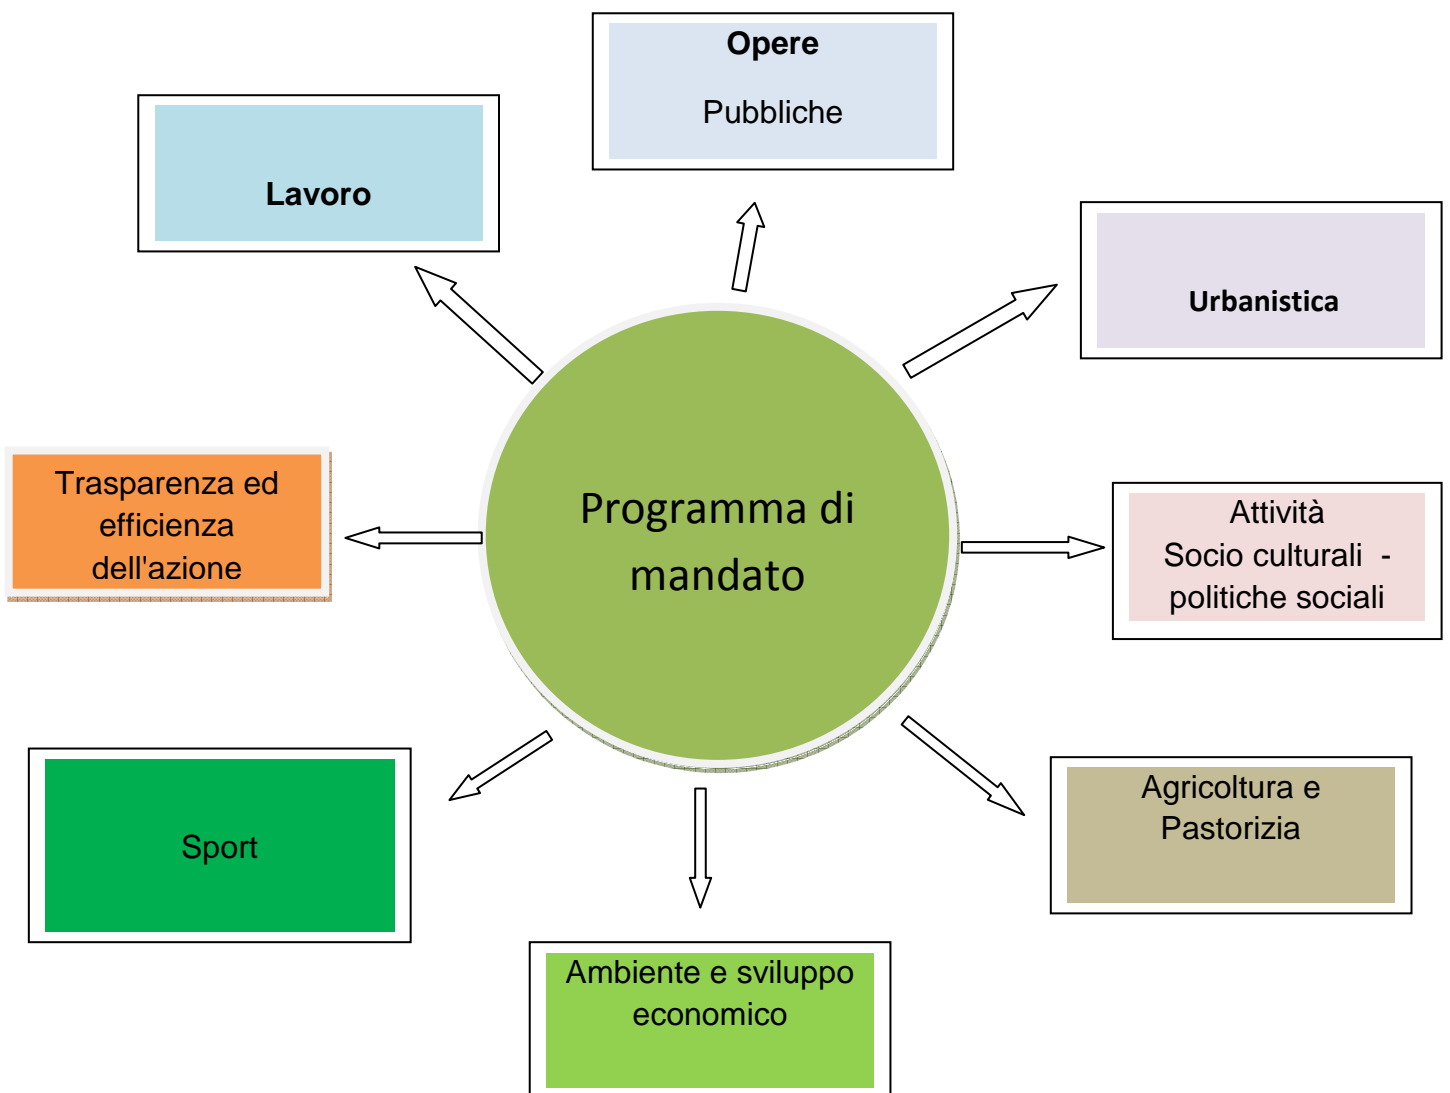 Opere
Pubbliche
Lavoro
Urbanistica
Programma di
mandato
Trasparenza ed
efficienza
dell'azione
Attività
Socio culturali  -
politiche sociali
Agricoltura e
Pastorizia
Sport
Ambiente e sviluppo
economico